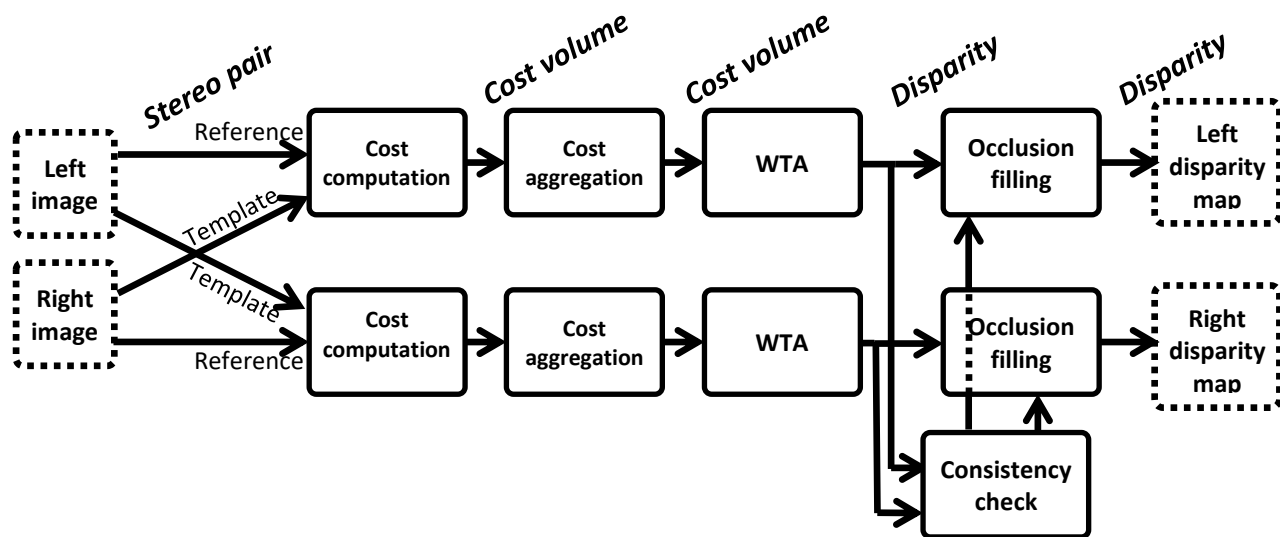 Stereo pair
Cost volume
Cost volume
Disparity
Disparity
Left
image
Reference
Template
Cost
computation
Cost
aggregation
WTA
Occlusion
filling
Left
disparity
map
Right
image
Template
Reference
Cost
computation
Cost
aggregation
WTA
Occlusion
filling
Right
disparity
map
Consistency
check